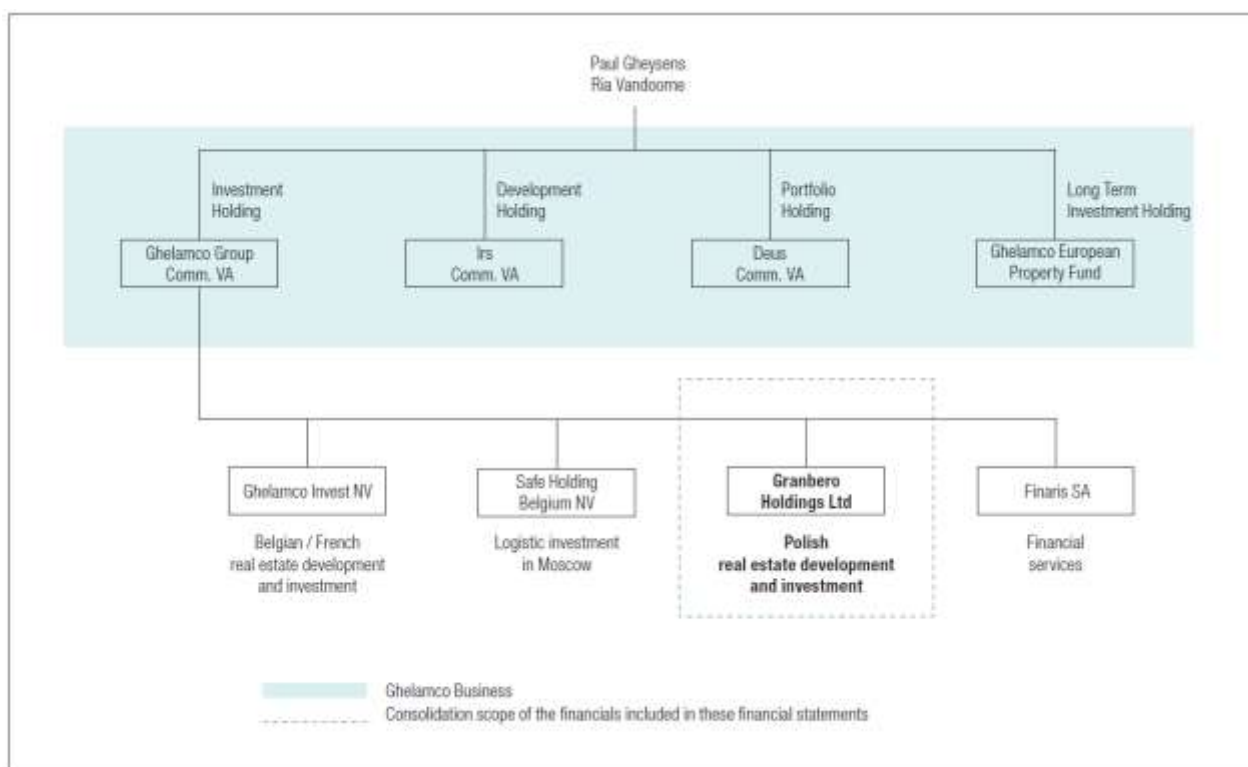 Paul Gheysens
Ria Vandoorne
Investment
Holding
Development
Holding
Portfolio
Holding
Long Term
Investment Holding
Ghelamco Group
Comm. VA
Irs
Comm. VA
Deus
Comm. VA
Ghelamco European
Property Fund
Ghelamco Invest NV
Safe Holding
Belgium NV
Granbero
Holdings Ltd
Finaris SA
Belgian / French
real estate development
and investment
Logistic investment
in Moscow
Polish
real estate development
and investment
Financial
services
Ghelamco Business
Consolidation scope of the financials included in these financial statements